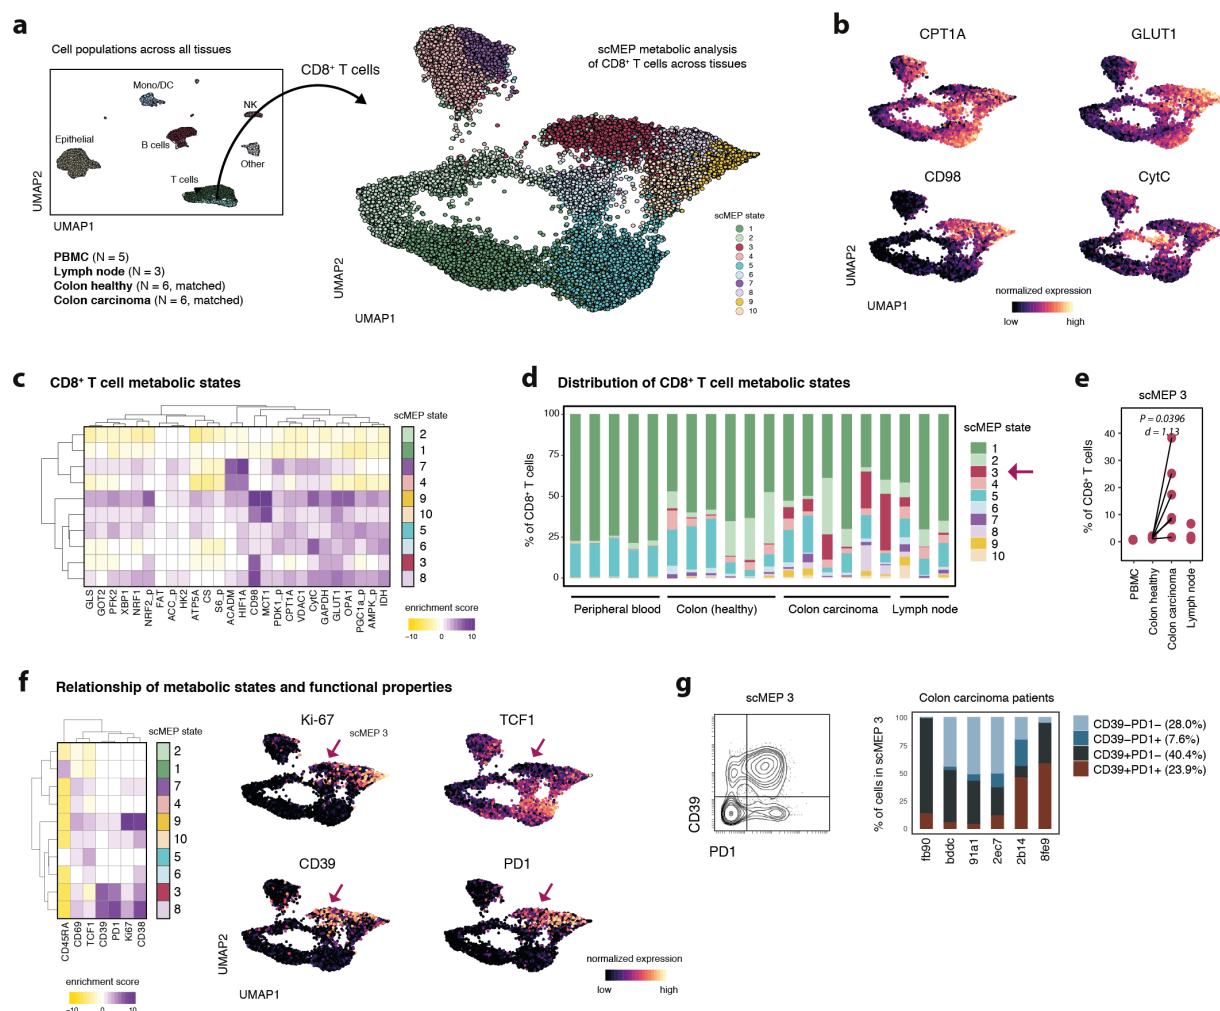 a
Cell populations across all tissues
CD8⁺ T cells
scMEP metabolic analysis
of CD8⁺ T cells across tissues
Mono/DC
NK
Epithelial
B cells
Other
T cells
UMAP2
UMAP1
PBMC (N = 5)
Lymph node (N = 3)
Colon healthy (N = 6, matched)
Colon carcinoma (N = 6, matched)
UMAP2
UMAP1
scMEP state
1
2
3
4
5
6
7
8
9
10
b
CPT1A
GLUT1
CD98
CytC
UMAP2
UMAP1
normalized expression
low
high
c
CD8⁺ T cell metabolic states
scMEP state
2
1
7
4
9
10
5
6
3
8
GLS
GOT2
PFK2
XBP1
NRF1
NRF2_p
FAT
ACC_p
HK2
ATP5A
CS
S6_p
ACADM
HIF1A
CD98
MCT1
PDK1_p
CPT1A
VDAC1
CytC
GAPDH
GLUT1
OPA1
PGC1a_p
AMPK_p
IDH
enrichment score
−10
0
10
d
Distribution of CD8⁺ T cell metabolic states
% of CD8⁺ T cells
100
75
50
25
0
Peripheral blood
Colon (healthy)
Colon carcinoma
Lymph node
scMEP state
1
2
3
4
5
6
7
8
9
10
e
scMEP 3
P = 0.0396
d = 1.13
% of CD8⁺ T cells
40
30
20
10
0
PBMC
Colon healthy
Colon carcinoma
Lymph node
f
Relationship of metabolic states and functional properties
scMEP state
2
1
7
4
9
10
5
6
3
8
CD45RA
CD69
TCF1
CD39
PD1
Ki67
CD38
enrichment score
−10
0
10
Ki-67
scMEP 3
TCF1
CD39
PD1
UMAP2
UMAP1
normalized expression
low
high
g
scMEP 3
CD39
PD1
Colon carcinoma patients
% of cells in scMEP 3
100
75
50
25
0
fb90
bddc
91a1
2ec7
2b14
8fe9
CD39−PD1− (28.0%)
CD39−PD1+ (7.6%)
CD39+PD1− (40.4%)
CD39+PD1+ (23.9%)